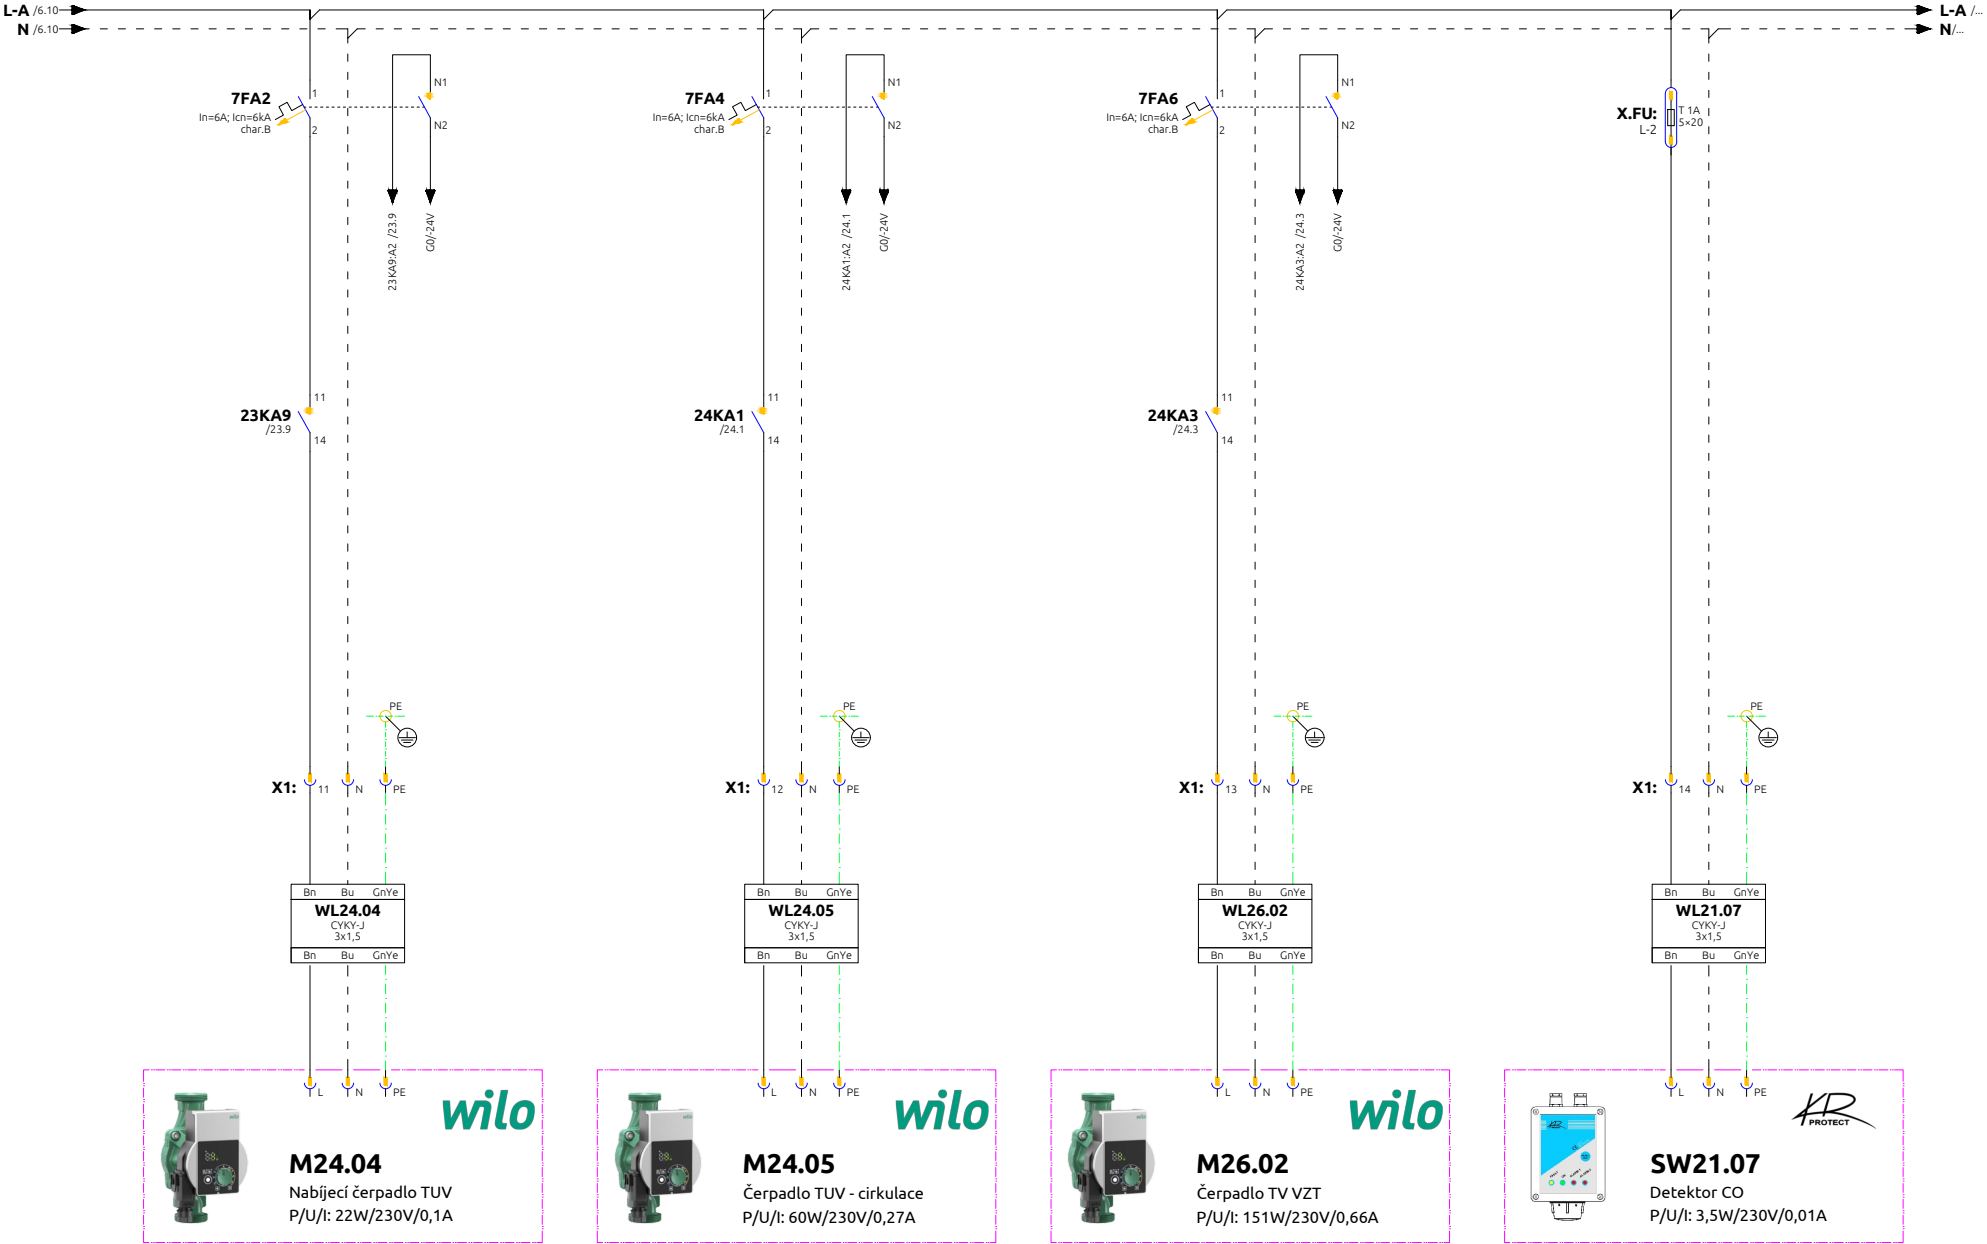 L-A /6.10
L-A /...
N /6.10
N/...
7FA2
In=6A; Icn=6kA
char.B
1
2
N1
N2
23KA9:A2 /23.9
G0/-24V
7FA4
In=6A; Icn=6kA
char.B
1
2
N1
N2
24KA1:A2 /24.1
G0/-24V
7FA6
In=6A; Icn=6kA
char.B
1
2
N1
N2
24KA3:A2 /24.3
G0/-24V
X.FU:
L-2
T 1A
5×20
23KA9
/23.9
11
14
24KA1
/24.1
11
14
24KA3
/24.3
11
14
PE
PE
PE
PE
X1: 11 N PE
X1: 12 N PE
X1: 13 N PE
X1: 14 N PE
Bn Bu GnYe
WL24.04
CYKY-J
3x1,5
Bn Bu GnYe
Bn Bu GnYe
WL24.05
CYKY-J
3x1,5
Bn Bu GnYe
Bn Bu GnYe
WL26.02
CYKY-J
3x1,5
Bn Bu GnYe
Bn Bu GnYe
WL21.07
CYKY-J
3x1,5
Bn Bu GnYe
L N PE
wilo
M24.04
Nabíjecí čerpadlo TUV
P/U/I: 22W/230V/0,1A
L N PE
wilo
M24.05
Čerpadlo TUV - cirkulace
P/U/I: 60W/230V/0,27A
L N PE
wilo
M26.02
Čerpadlo TV VZT
P/U/I: 151W/230V/0,66A
L N PE
KR
PROTECT
SW21.07
Detektor CO
P/U/I: 3,5W/230V/0,01A